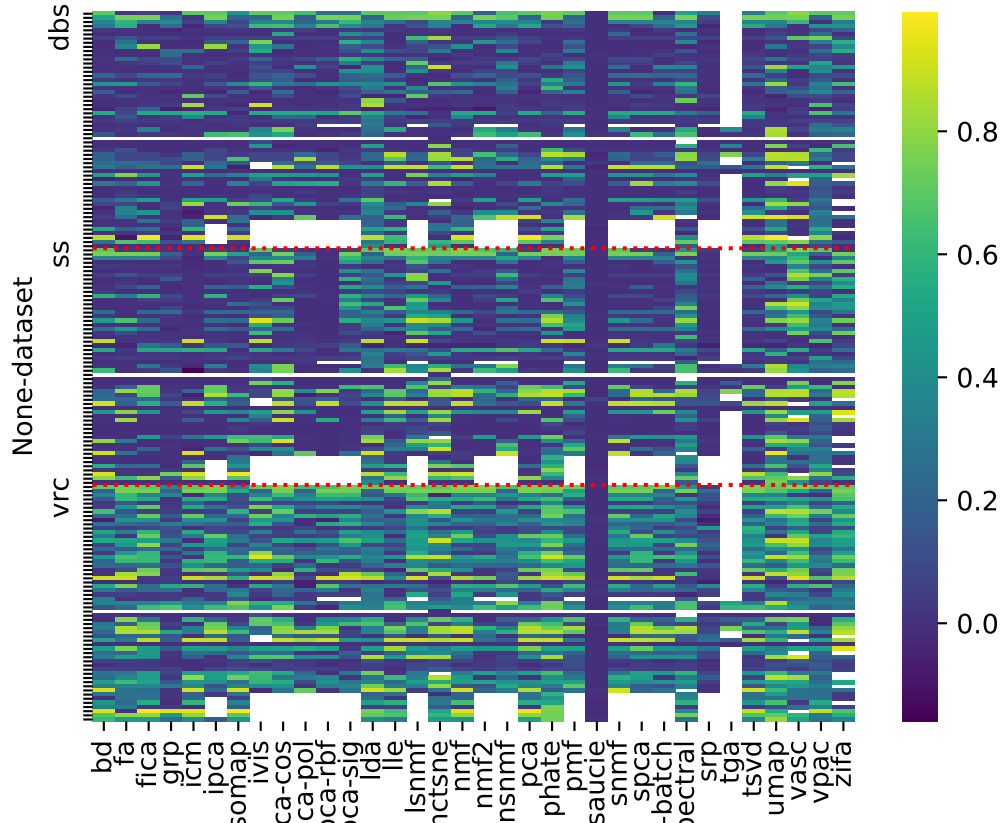 dbs
ss
vrc
None-dataset
0.8
0.6
0.4
0.2
0.0
bd
fa
fica
grp
icm
ipca
somap
ivis
ca-cos
ca-pol
pca-rbf
oca-sig
lda
lle
lsnmf
nctsne
nmf
nmf2
nsnmf
pca
phate
pmf
saucie
snmf
spca
-batch
pectral
srp
tga
tsvd
umap
vasc
vpac
zifa